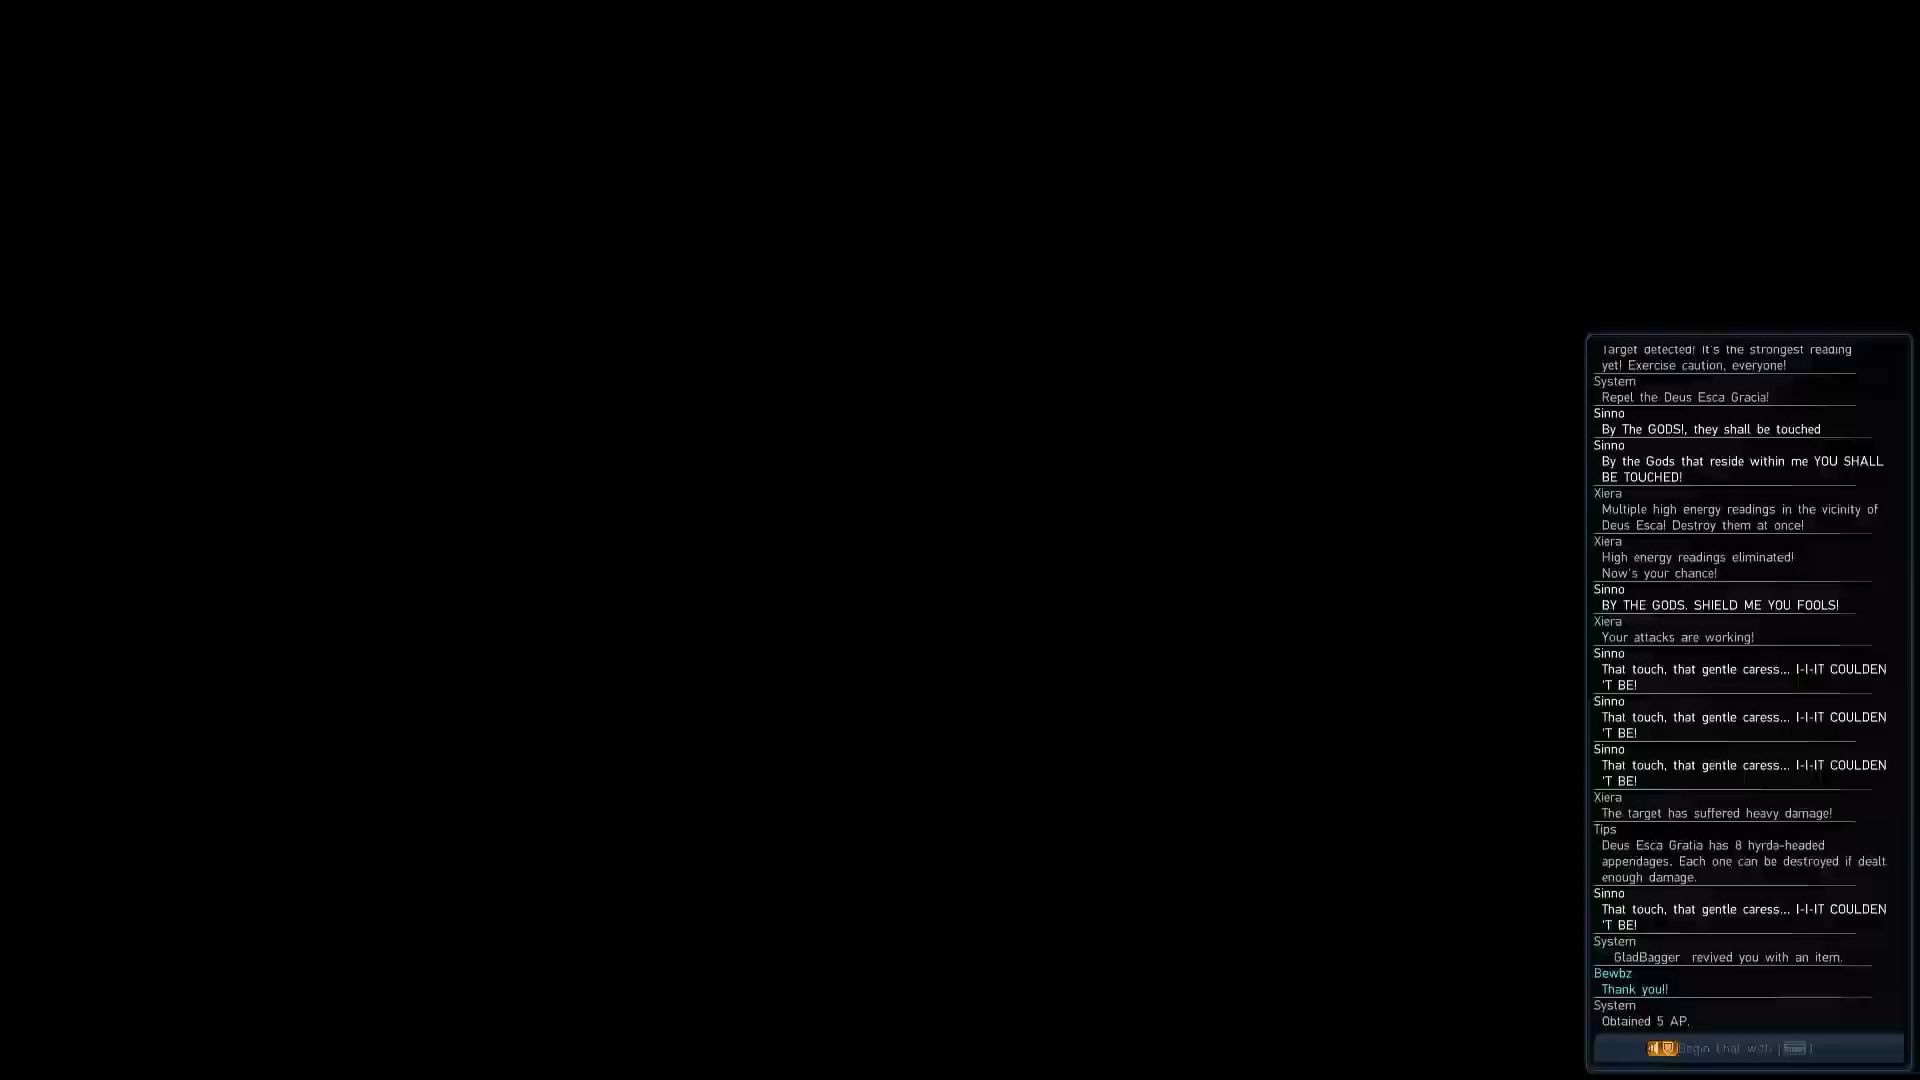 Target detected! It's the strongest reading
yet! Exercise caution, everyone!
System
Repel the Deus Esca Gracia!
Sinno
By The GODS!, they shall be touched
Sinno
By the Gods that reside within me YOU SHALL
BE TOUCHED!
Xiera
Multiple high energy readings in the vicinity of
Deus Esca! Destroy them at once!
Xiera
High energy readings eliminated!
Now's your chance!
Sinno
BY THE GODS. SHIELD ME YOU FOOLS!
Xiera
Your attacks are working!
Sinno
That touch, that gentle caress... I-I-IT COULDEN
'T BE!
Sinno
That touch, that gentle caress... I-I-IT COULDEN
'T BE!
Sinno
That touch, that gentle caress... I-I-IT COULDEN
'T BE!
Xiera
The target has suffered heavy damage!
Tips
Deus Esca Gratia has 8 hyrda-headed
appendages. Each one can be destroyed if dealt
enough damage.
Sinno
That touch, that gentle caress... I-I-IT COULDEN
'T BE!
System
GladBagger revived you with an item.
Bewbz
Thank you!!
System
Obtained 5 AP.
Begin chat with [ ]